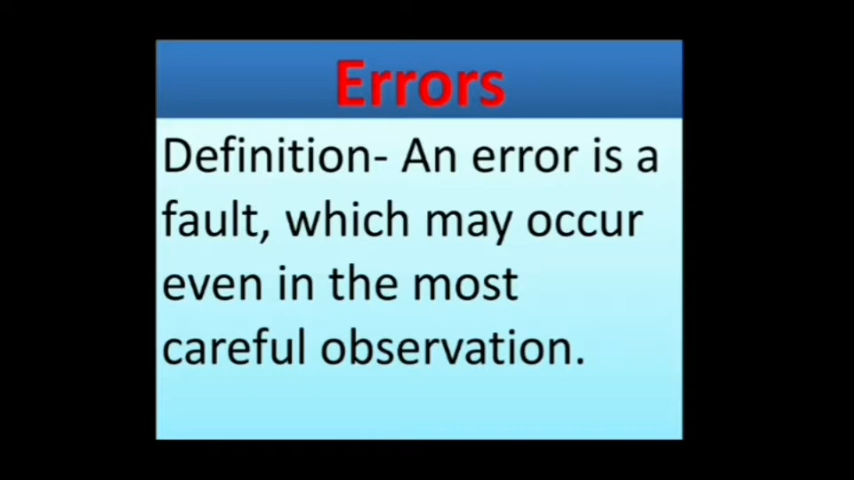 Errors
Definition- An error is a
fault, which may occur
even in the most
careful observation.